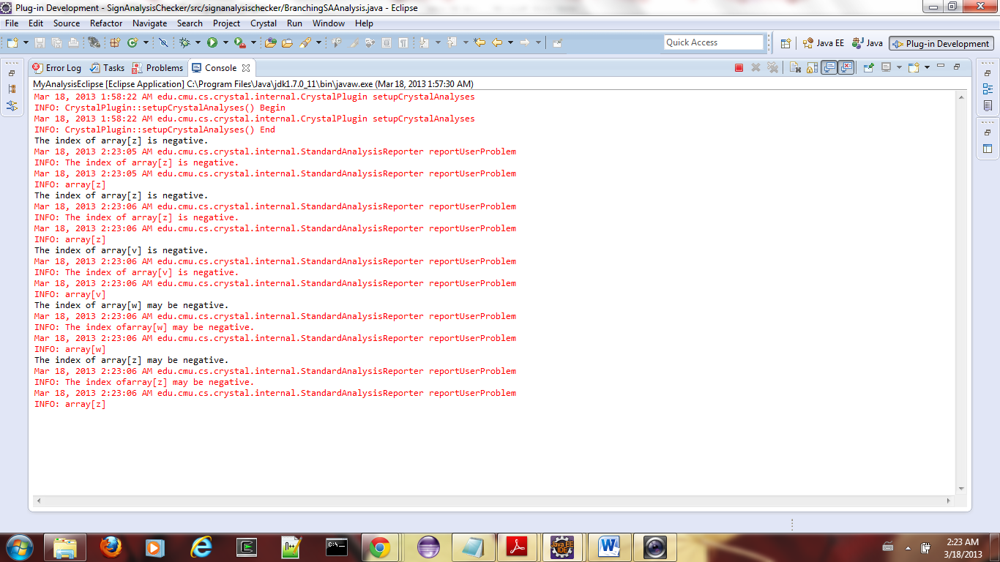 Plug-in Development - SignAnalysisChecker/src/signanalysischecker/BranchingSAAnalysis.java - Eclipse
File Edit Source Refactor Navigate Search Project Crystal Run Window Help
Quick Access Java EE Java Plug-in Development
Error Log Tasks Problems Console
MyAnalysisEclipse [Eclipse Application] C:\Program Files\Java\jdk1.7.0_11\bin\javaw.exe (Mar 18, 2013 1:57:30 AM)
Mar 18, 2013 1:58:22 AM edu.cmu.cs.crystal.internal.CrystalPlugin setupCrystalAnalyses
INFO: CrystalPlugin::setupCrystalAnalyses() Begin
Mar 18, 2013 1:58:22 AM edu.cmu.cs.crystal.internal.CrystalPlugin setupCrystalAnalyses
INFO: CrystalPlugin::setupCrystalAnalyses() End
The index of array[z] is negative.
Mar 18, 2013 2:23:05 AM edu.cmu.cs.crystal.internal.StandardAnalysisReporter reportUserProblem
INFO: The index of array[z] is negative.
Mar 18, 2013 2:23:05 AM edu.cmu.cs.crystal.internal.StandardAnalysisReporter reportUserProblem
INFO: array[z]
The index of array[z] is negative.
Mar 18, 2013 2:23:06 AM edu.cmu.cs.crystal.internal.StandardAnalysisReporter reportUserProblem
INFO: The index of array[z] is negative.
Mar 18, 2013 2:23:06 AM edu.cmu.cs.crystal.internal.StandardAnalysisReporter reportUserProblem
INFO: array[z]
The index of array[v] is negative.
Mar 18, 2013 2:23:06 AM edu.cmu.cs.crystal.internal.StandardAnalysisReporter reportUserProblem
INFO: The index of array[v] is negative.
Mar 18, 2013 2:23:06 AM edu.cmu.cs.crystal.internal.StandardAnalysisReporter reportUserProblem
INFO: array[v]
The index of array[w] may be negative.
Mar 18, 2013 2:23:06 AM edu.cmu.cs.crystal.internal.StandardAnalysisReporter reportUserProblem
INFO: The index ofarray[w] may be negative.
Mar 18, 2013 2:23:06 AM edu.cmu.cs.crystal.internal.StandardAnalysisReporter reportUserProblem
INFO: array[w]
The index of array[z] may be negative.
Mar 18, 2013 2:23:06 AM edu.cmu.cs.crystal.internal.StandardAnalysisReporter reportUserProblem
INFO: The index ofarray[z] may be negative.
Mar 18, 2013 2:23:06 AM edu.cmu.cs.crystal.internal.StandardAnalysisReporter reportUserProblem
INFO: array[z]
Java EE
IDE
2:23 AM
3/18/2013